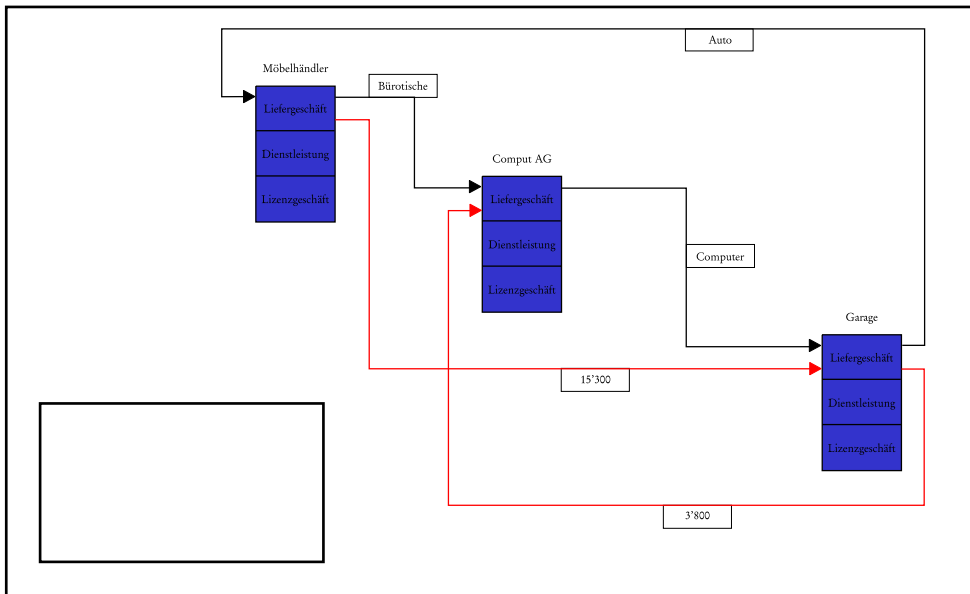 Auto
Möbelhändler
Bürotische
Liefergeschäft
Dienstleistung
Lizenzgeschäft
Comput AG
Liefergeschäft
Dienstleistung
Lizenzgeschäft
Computer
Garage
Liefergeschäft
Dienstleistung
Lizenzgeschäft
15’300
3’800